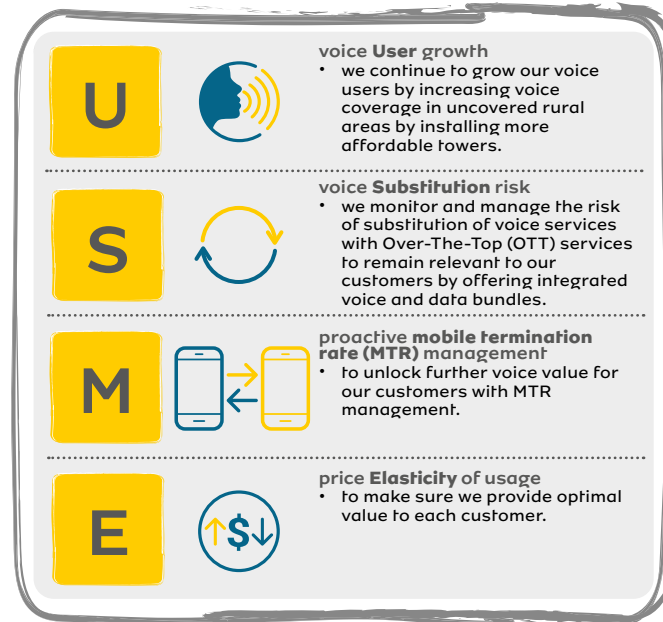 U
voice User growth
• we continue to grow our voice
users by increasing voice
coverage in uncovered rural
areas by installing more
affordable towers.
S
voice Substitution risk
• we monitor and manage the risk
of substitution of voice services
with Over-The-Top (OTT) services
to remain relevant to our
customers by offering integrated
voice and data bundles.
M
proactive mobile termination
rate (MTR) management
• to unlock further voice value for
our customers with MTR
management.
E
$
price Elasticity of usage
• to make sure we provide optimal
value to each customer.